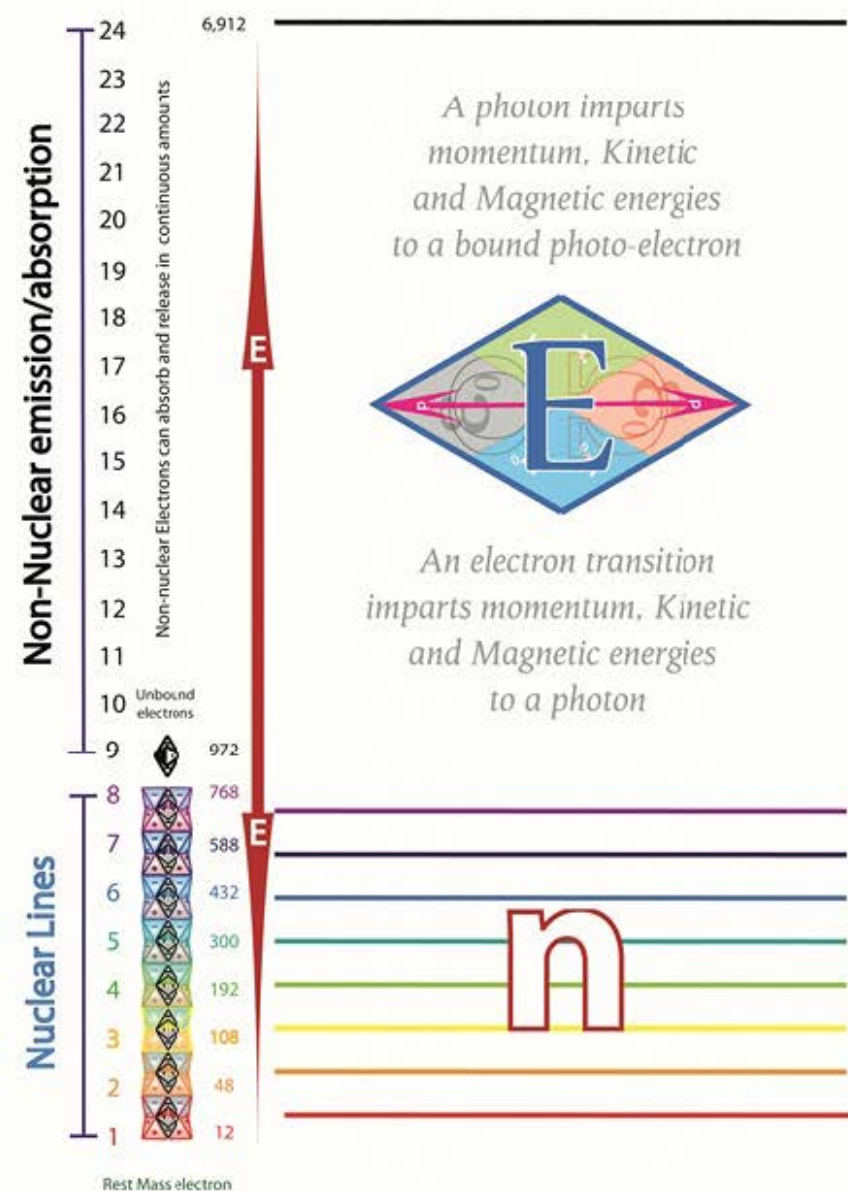 24
6,912
23
22
21
20
19
18
17
16
15
14
13
12
11
10
9
972
8
768
7
588
6
432
5
300
4
192
3
108
2
48
1
12
Non-Nuclear emission/absorption
Nuclear Lines
Non-nuclear Electrons can absorb and release in continuous amounts
Unbound
electrons
Rest Mass electron
E
E
A photon imparts
momentum, Kinetic
and Magnetic energies
to a bound photo-electron
E
An electron transition
imparts momentum, Kinetic
and Magnetic energies
to a photon
n